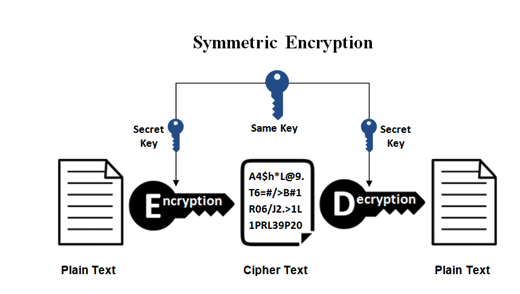 Symmetric Encryption
Secret
Key
Same Key
Secret
Key
Encryption
A4$h*L@9.
T6=#/>B#1
R06/J2.>1L
1PRL39P20
Decryption
Plain Text
Cipher Text
Plain Text